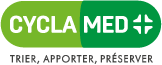 CYCLAMED
TRIER, APPORTER, PRÉSERVER